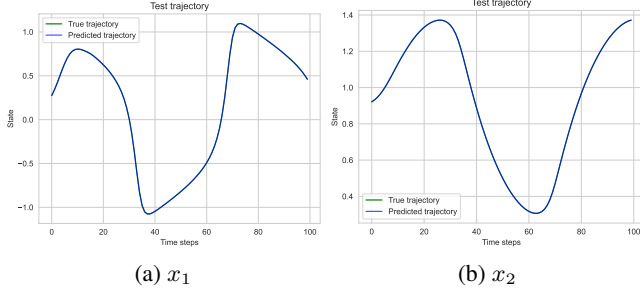 Test trajectory
True trajectory
Predicted trajectory
1.0
0.5
0.0
−0.5
−1.0
State
0 20 40 60 80 100
Time steps
(a) x₁
Test trajectory
1.4
1.2
1.0
0.8
0.6
0.4
State
True trajectory
Predicted trajectory
0 20 40 60 80 100
Time steps
(b) x₂